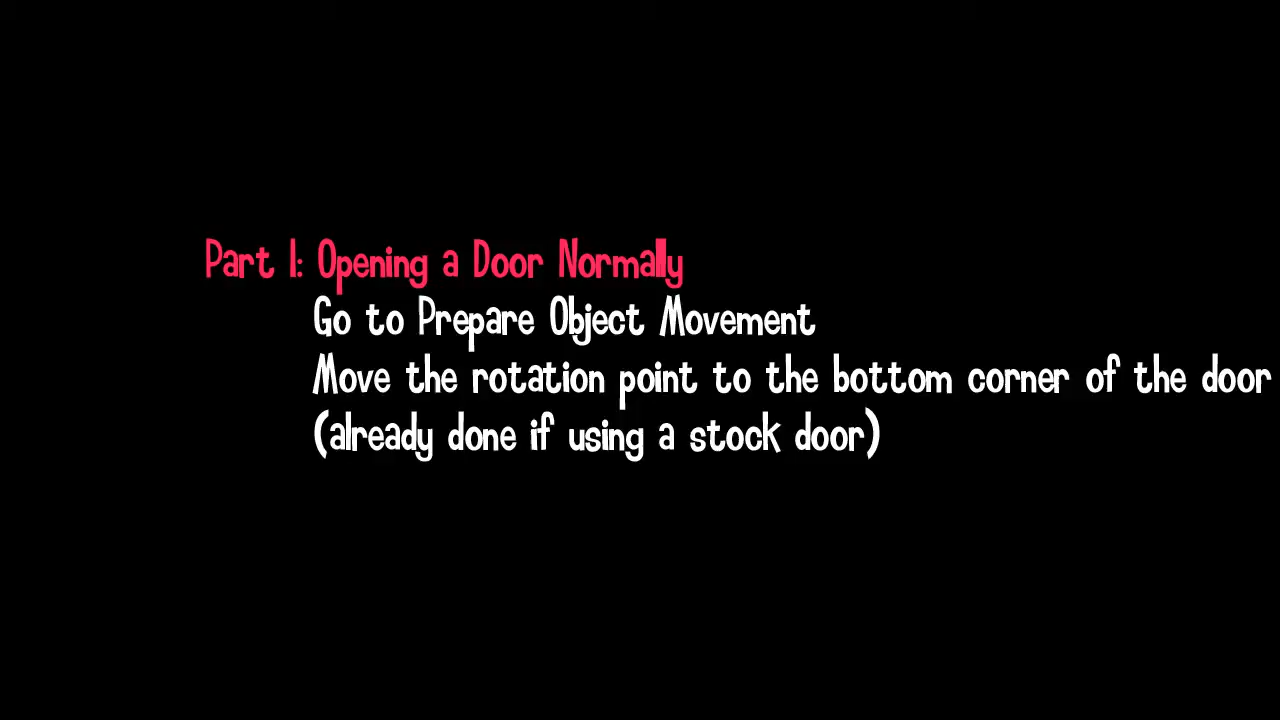 Part 1: Opening a Door Normally
Go to Prepare Object Movement
Move the rotation point to the bottom corner of the door
(already done if using a stock door)